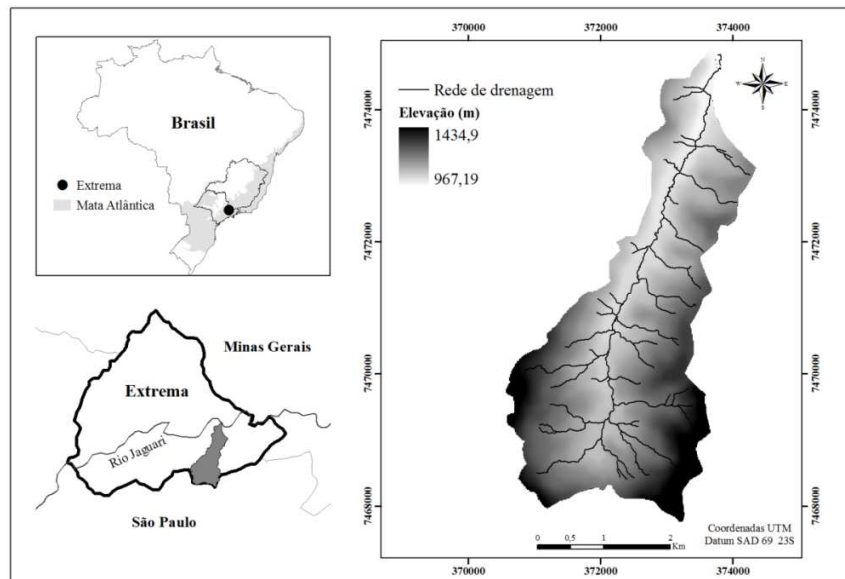 Brasil
Extrema
Mata Atlântica
Minas Gerais
Extrema
Rio Jaguari
São Paulo
370000
372000
374000
Rede de drenagem
Elevação (m)
1434,9
967,19
N
W
E
S
7474000
7474000
7472000
7472000
7470000
7470000
7468000
7468000
Coordenadas UTM
Datum SAD 69 23S
0 0,5 1 2
Km
370000
372000
374000